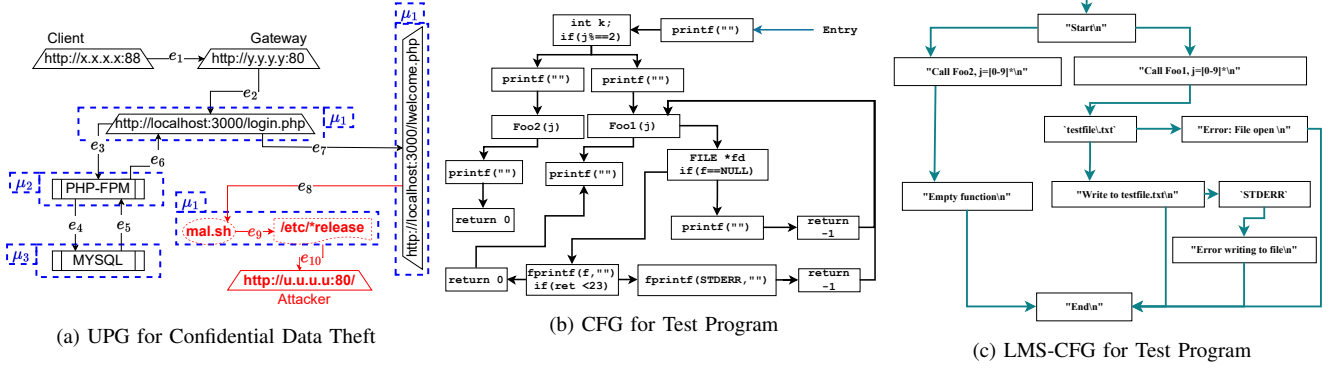 Client
Gateway
http://x.x.x.x:88
e1
http://y.y.y.y:80
e2
μ1
http://localhost:3000/login.php
μ1
http://localhost:3000/lwelcome.php
e3
e6
e7
μ2
PHP-FPM
e8
μ1
mal.sh
e9
/etc/*release
e4
e5
μ3
MYSQL
e10
http://u.u.u.u:80/
Attacker
(a) UPG for Confidential Data Theft
int k;
if(j%==2)
printf("")
Entry
printf("")
printf("")
Foo2(j)
Foo1(j)
printf("")
printf("")
FILE *fd
if(f==NULL)
return 0
printf("")
return
-1
return 0
fprintf(f,"")
if(ret <23)
fprintf(STDERR,"")
return
-1
(b) CFG for Test Program
"Start\n"
"Call Foo2, j=[0-9]*\n"
"Call Foo1, j=[0-9]*\n"
`testfile\.txt`
"Error: File open \n"
"Empty function\n"
"Write to testfile.txt\n"
`STDERR`
"Error writing to file\n"
"End\n"
(c) LMS-CFG for Test Program